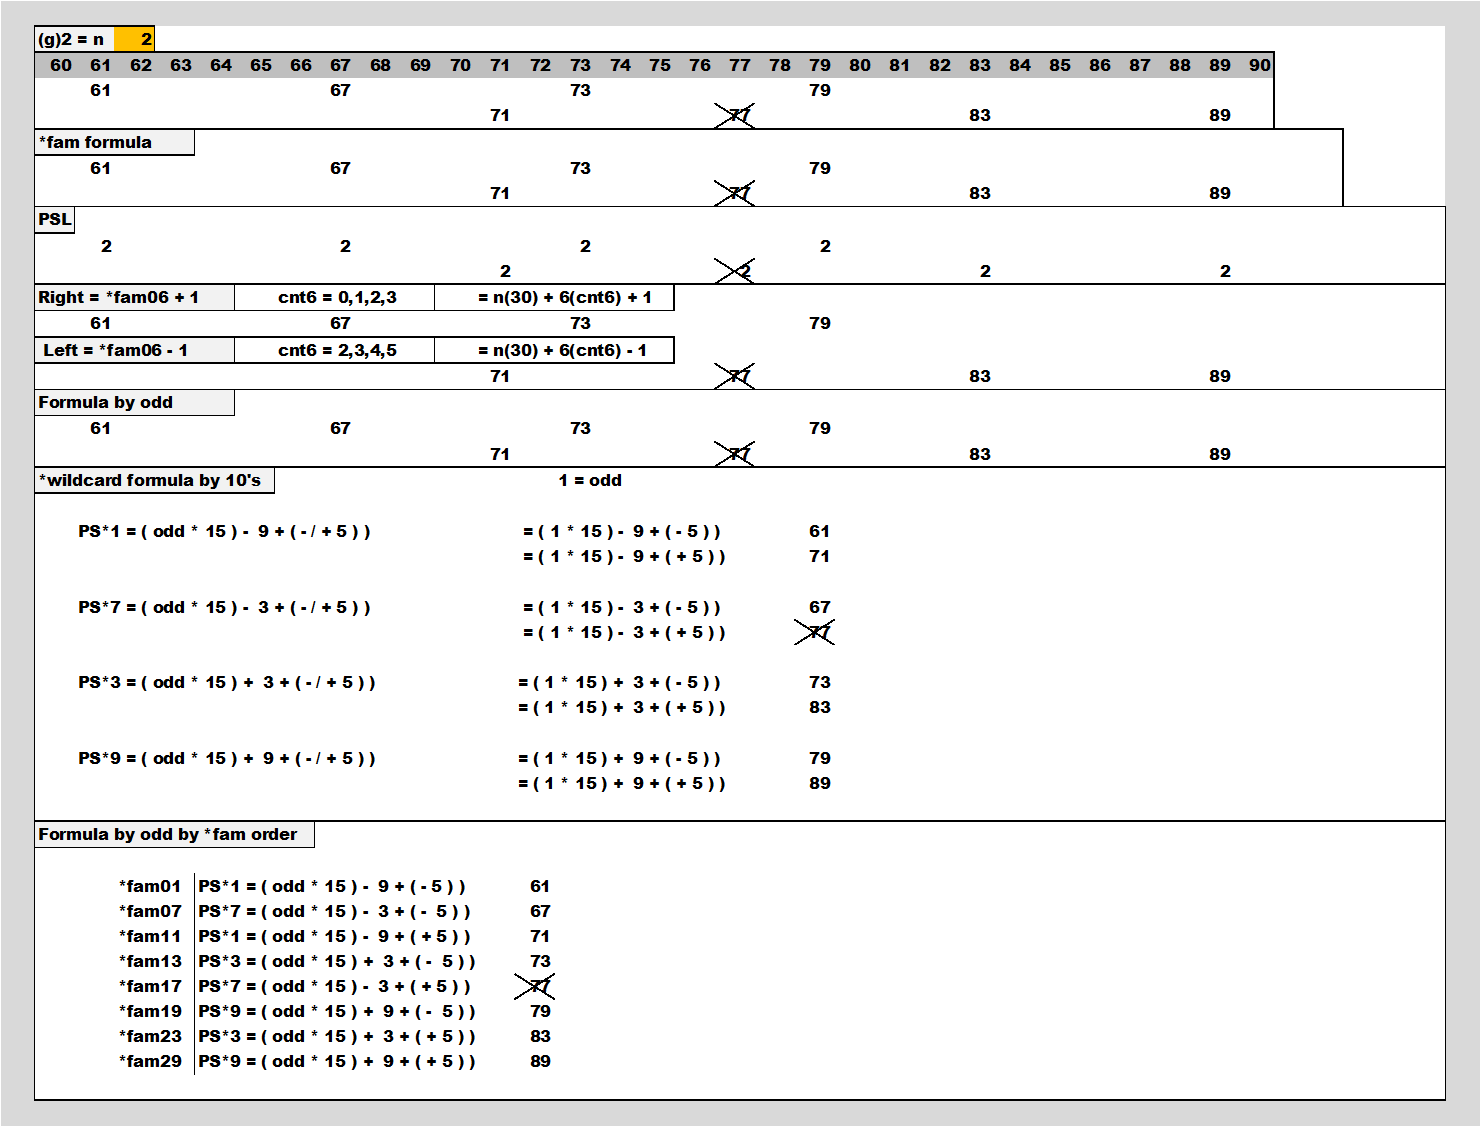 (g)2 = n 2
60 61 62 63 64 65 66 67 68 69 70 71 72 73 74 75 76 77 78 79 80 81 82 83 84 85 86 87 88 89 90
61 67 73 79
71 77 83 89
*fam formula
61 67 73 79
71 77 83 89
PSL
2 2 2 2
2 2 2 2
Right = *fam06 + 1 cnt6 = 0,1,2,3 = n(30) + 6(cnt6) + 1
61 67 73 79
Left = *fam06 - 1 cnt6 = 2,3,4,5 = n(30) + 6(cnt6) - 1
71 77 83 89
Formula by odd
61 67 73 79
71 77 83 89
*wildcard formula by 10's 1 = odd
PS*1 = ( odd * 15 ) - 9 + ( - / + 5 ) ) = ( 1 * 15 ) - 9 + ( - 5 ) ) 61
= ( 1 * 15 ) - 9 + ( + 5 ) ) 71
PS*7 = ( odd * 15 ) - 3 + ( - / + 5 ) ) = ( 1 * 15 ) - 3 + ( - 5 ) ) 67
= ( 1 * 15 ) - 3 + ( + 5 ) ) 77
PS*3 = ( odd * 15 ) + 3 + ( - / + 5 ) ) = ( 1 * 15 ) + 3 + ( - 5 ) ) 73
= ( 1 * 15 ) + 3 + ( + 5 ) ) 83
PS*9 = ( odd * 15 ) + 9 + ( - / + 5 ) ) = ( 1 * 15 ) + 9 + ( - 5 ) ) 79
= ( 1 * 15 ) + 9 + ( + 5 ) ) 89
Formula by odd by *fam order
*fam01 PS*1 = ( odd * 15 ) - 9 + ( - 5 ) ) 61
*fam07 PS*7 = ( odd * 15 ) - 3 + ( - 5 ) ) 67
*fam11 PS*1 = ( odd * 15 ) - 9 + ( + 5 ) ) 71
*fam13 PS*3 = ( odd * 15 ) + 3 + ( - 5 ) ) 73
*fam17 PS*7 = ( odd * 15 ) - 3 + ( + 5 ) ) 77
*fam19 PS*9 = ( odd * 15 ) + 9 + ( - 5 ) ) 79
*fam23 PS*3 = ( odd * 15 ) + 3 + ( + 5 ) ) 83
*fam29 PS*9 = ( odd * 15 ) + 9 + ( + 5 ) ) 89